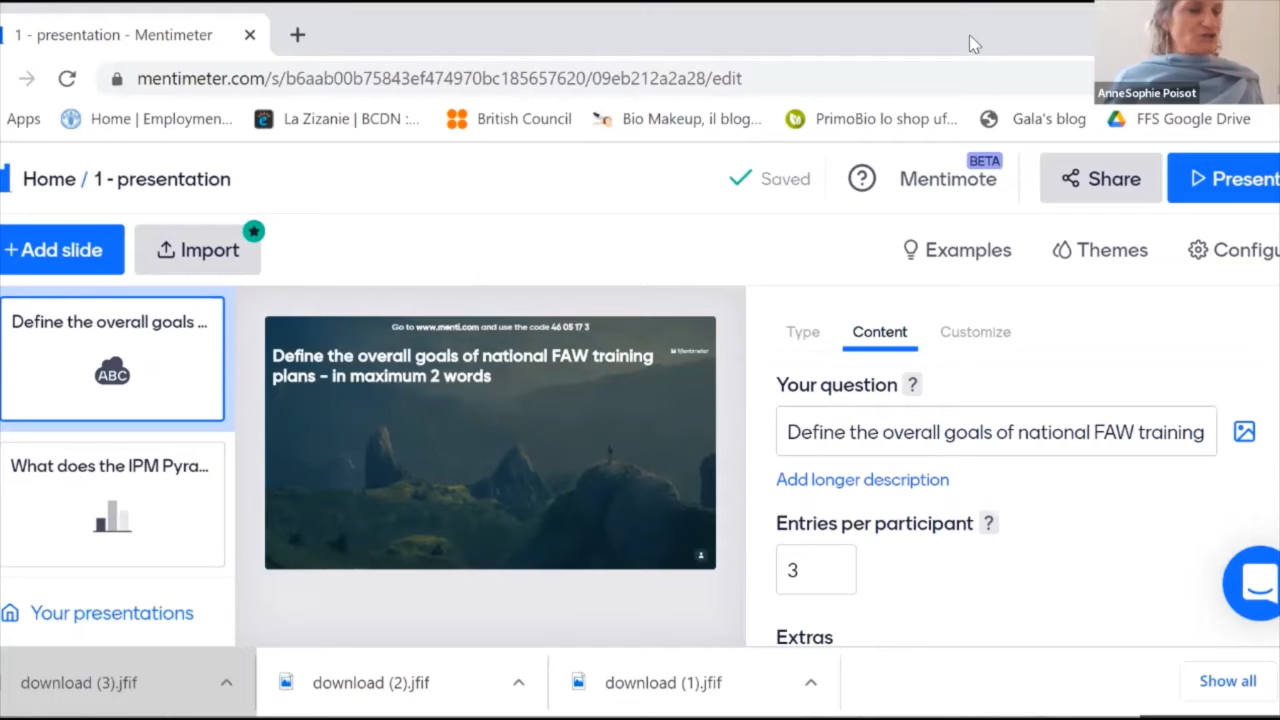 1 - presentation - Mentimeter
AnneSophie Poisot
mentimeter.com/s/b6aab00b75843ef474970bc185657620/09eb212a2a28/edit
Apps Home | Employmen... La Zizanie | BCDN :... British Council Bio Makeup, il blog... PrimoBio lo shop uf... Gala's blog FFS Google Drive
BETA
Home / 1 - presentation Saved Mentimote Share Present
+Add slide Import Examples Themes Configu
Define the overall goals ...
ABC
What does the IPM Pyra...
Your presentations
Go to www.menti.com and use the code 46 05 17 3
Mentimeter
Define the overall goals of national FAW training
plans - in maximum 2 words
Type Content Customize
Your question ?
Define the overall goals of national FAW training
Add longer description
Entries per participant ?
3
Extras
download (3).jfif download (2).jfif download (1).jfif Show all